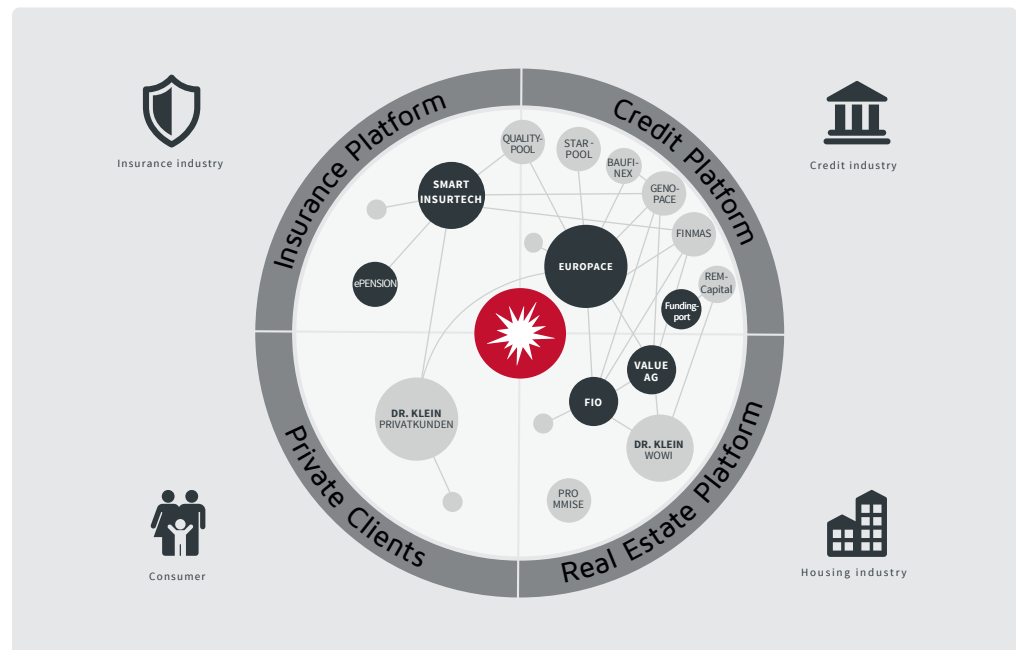 Insurance industry
Credit industry
Insurance Platform
Credit Platform
QUALITY-
POOL
STAR-
POOL
BAUFI-
NEX
GENO-
PACE
SMART
INSURTECH
FINMAS
EUROPACE
REM-
Capital
ePENSION
Funding-
port
VALUE
AG
FIO
DR. KLEIN
PRIVATKUNDEN
DR. KLEIN
WOWI
PRO
MMISE
Private Clients
Real Estate Platform
Consumer
Housing industry